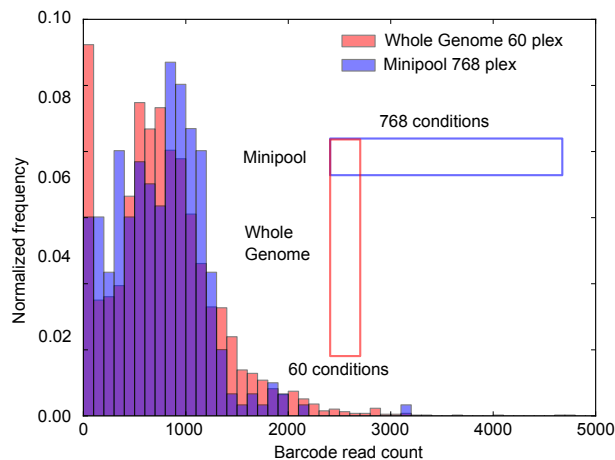 0.10
0.08
0.06
0.04
0.02
0.00
Normalized frequency
0
1000
2000
3000
4000
5000
Barcode read count
Whole Genome 60 plex
Minipool 768 plex
768 conditions
Minipool
Whole
Genome
60 conditions